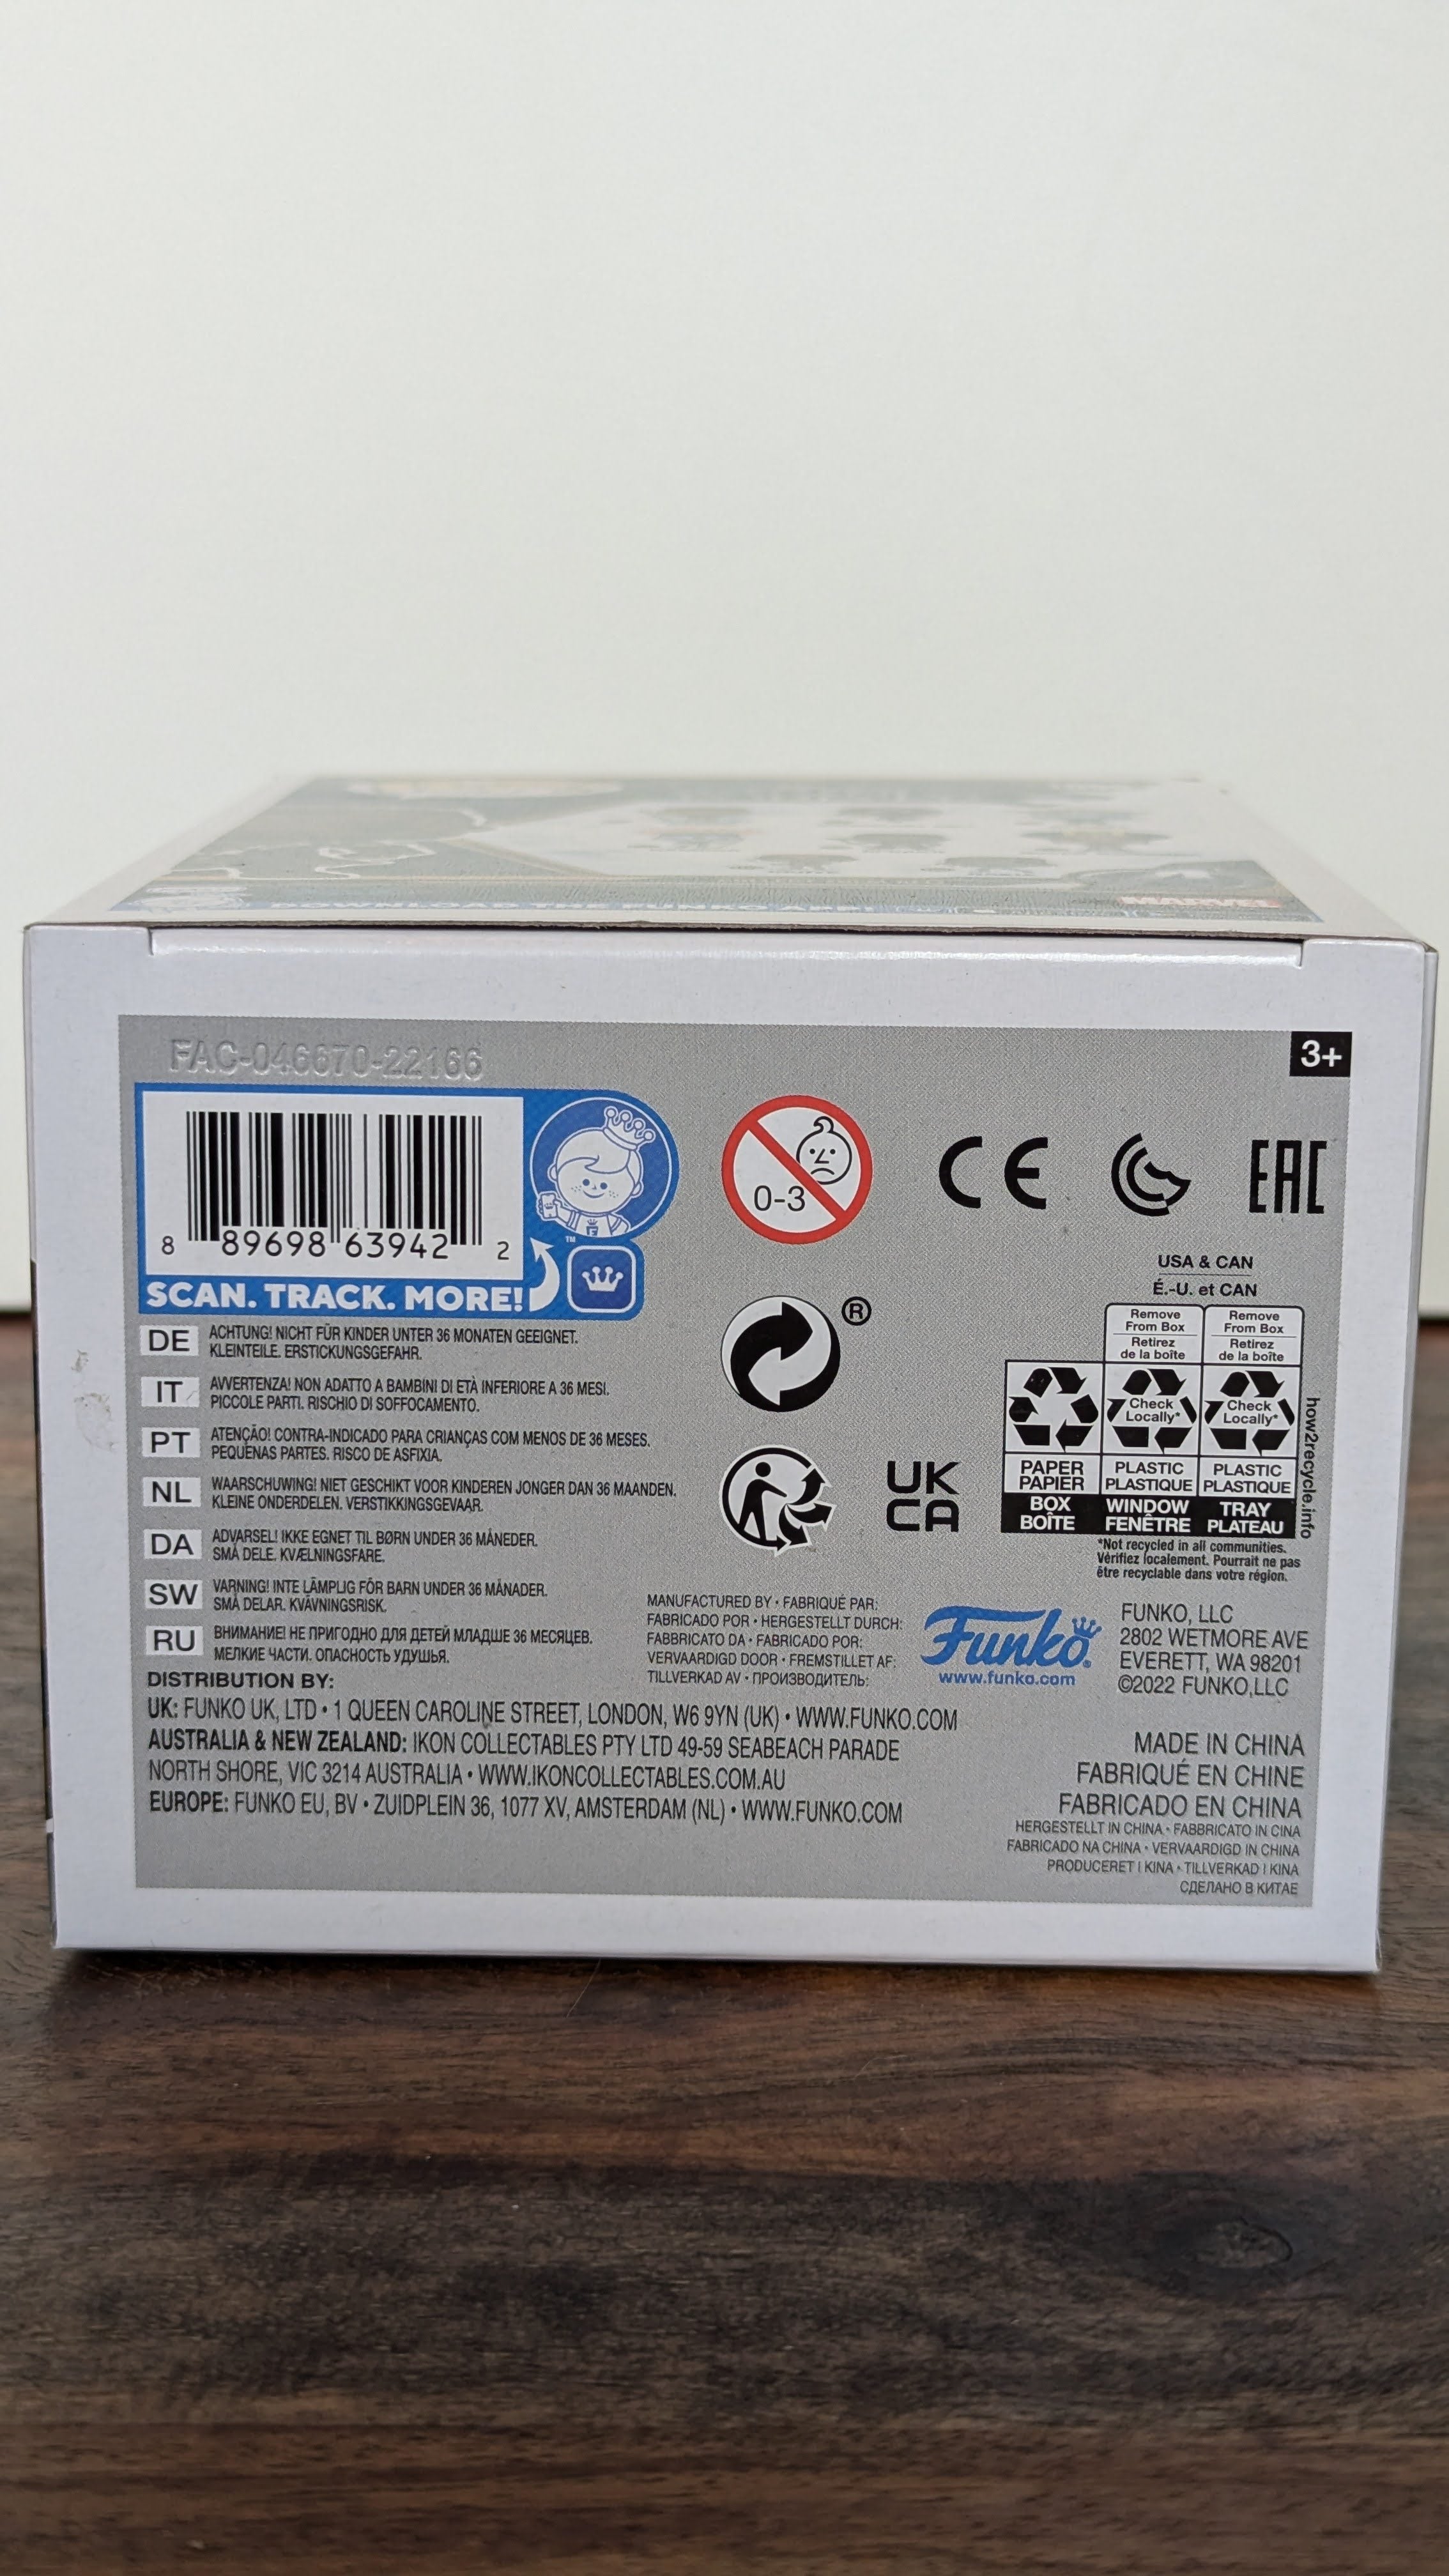 DOWNLOAD THE FUNKO APP!
MARVEL
FAC-046670-22166
3+
8 89698 63942 2
TM
SCAN. TRACK. MORE!
0-3
CE
EAC
®
UK
CA
USA & CAN
É.-U. et CAN
Remove From Box
Retirez de la boîte
Remove From Box
Retirez de la boîte
Check Locally*
Check Locally*
PAPER PAPIER
PLASTIC PLASTIQUE
PLASTIC PLASTIQUE
BOX BOÎTE
WINDOW FENÊTRE
TRAY PLATEAU
how2recycle.info
*Not recycled in all communities.
Vérifiez localement. Pourrait ne pas
être recyclable dans votre région.
DE ACHTUNG! NICHT FÜR KINDER UNTER 36 MONATEN GEEIGNET.
KLEINTEILE. ERSTICKUNGSGEFAHR.
IT AVVERTENZA! NON ADATTO A BAMBINI DI ETÀ INFERIORE A 36 MESI.
PICCOLE PARTI. RISCHIO DI SOFFOCAMENTO.
PT ATENÇÃO! CONTRA-INDICADO PARA CRIANÇAS COM MENOS DE 36 MESES.
PEQUENAS PARTES. RISCO DE ASFIXIA.
NL WAARSCHUWING! NIET GESCHIKT VOOR KINDEREN JONGER DAN 36 MAANDEN.
KLEINE ONDERDELEN. VERSTIKKINGSGEVAAR.
DA ADVARSEL! IKKE EGNET TIL BØRN UNDER 36 MÅNEDER.
SMÅ DELE. KVÆLNINGSFARE.
SW VARNING! INTE LÄMPLIG FÖR BARN UNDER 36 MÅNADER.
SMÅ DELAR. KVÄVNINGSRISK.
RU ВНИМАНИЕ! НЕ ПРИГОДНО ДЛЯ ДЕТЕЙ МЛАДШЕ 36 МЕСЯЦЕВ.
МЕЛКИЕ ЧАСТИ. ОПАСНОСТЬ УДУШЬЯ.
MANUFACTURED BY • FABRIQUÉ PAR:
FABRICADO POR • HERGESTELLT DURCH:
FABBRICATO DA • FABRICADO POR:
VERVAARDIGD DOOR • FREMSTILLET AF:
TILLVERKAD AV • ПРОИЗВОДИТЕЛЬ:
Funko®
www.funko.com
FUNKO, LLC
2802 WETMORE AVE
EVERETT, WA 98201
©2022 FUNKO,LLC
DISTRIBUTION BY:
UK: FUNKO UK, LTD • 1 QUEEN CAROLINE STREET, LONDON, W6 9YN (UK) • WWW.FUNKO.COM
AUSTRALIA & NEW ZEALAND: IKON COLLECTABLES PTY LTD 49-59 SEABEACH PARADE
NORTH SHORE, VIC 3214 AUSTRALIA • WWW.IKONCOLLECTABLES.COM.AU
EUROPE: FUNKO EU, BV • ZUIDPLEIN 36, 1077 XV, AMSTERDAM (NL) • WWW.FUNKO.COM
MADE IN CHINA
FABRIQUÉ EN CHINE
FABRICADO EN CHINA
HERGESTELLT IN CHINA • FABBRICATO IN CINA
FABRICADO NA CHINA • VERVAARDIGD IN CHINA
PRODUCERET I KINA • TILLVERKAD I KINA
СДЕЛАНО В КИТАЕ